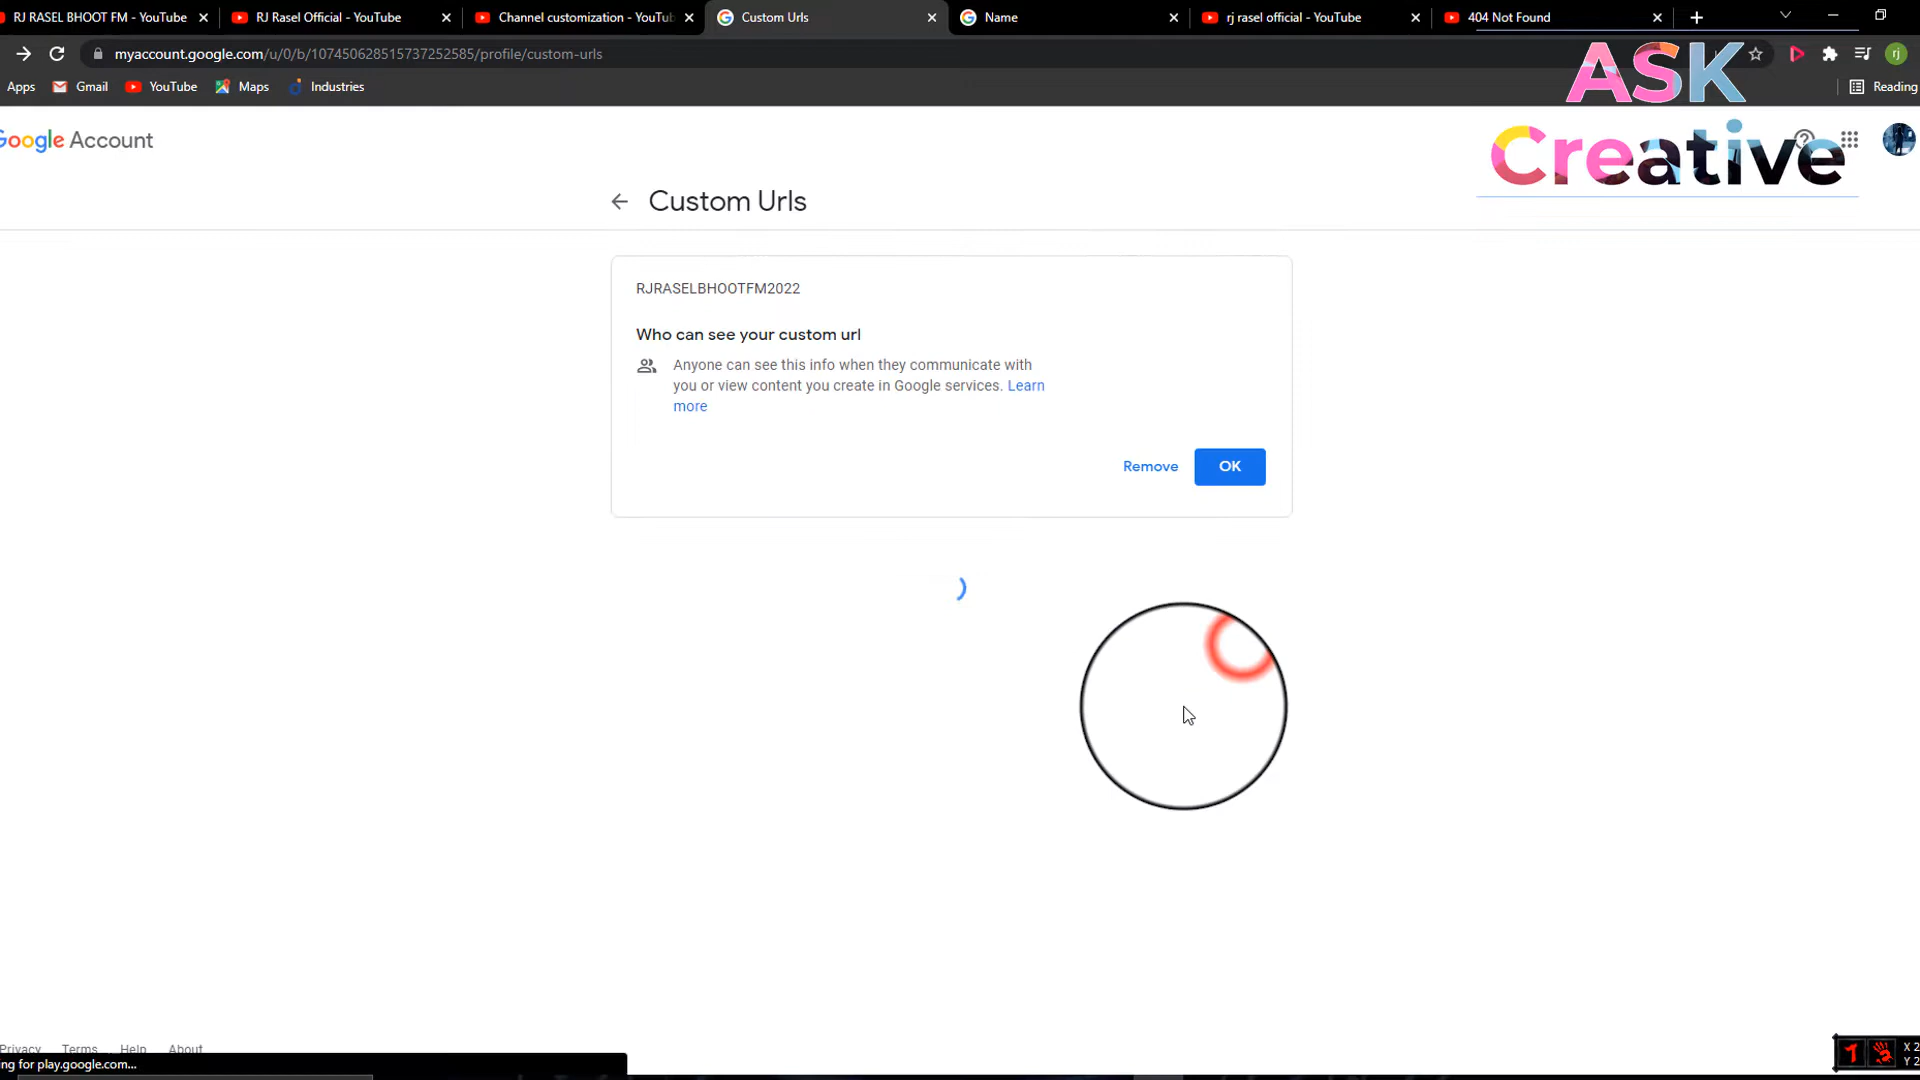 RJ RASEL BHOOT FM - YouTube
RJ Rasel Official - YouTube
Channel customization - YouTub
Custom Urls
Name
rj rasel official - YouTube
404 Not Found
myaccount.google.com/u/0/b/107450628515737252585/profile/custom-urls
rj
Apps
Gmail
YouTube
Maps
Industries
Reading
ASK
Creative
Google Account
Custom Urls
RJRASELBHOOTFM2022
Who can see your custom url
Anyone can see this info when they communicate with
you or view content you create in Google services. Learn
more
Remove
OK
Privacy
Terms
Help
About
ng for play.google.com...
X 2
Y 2